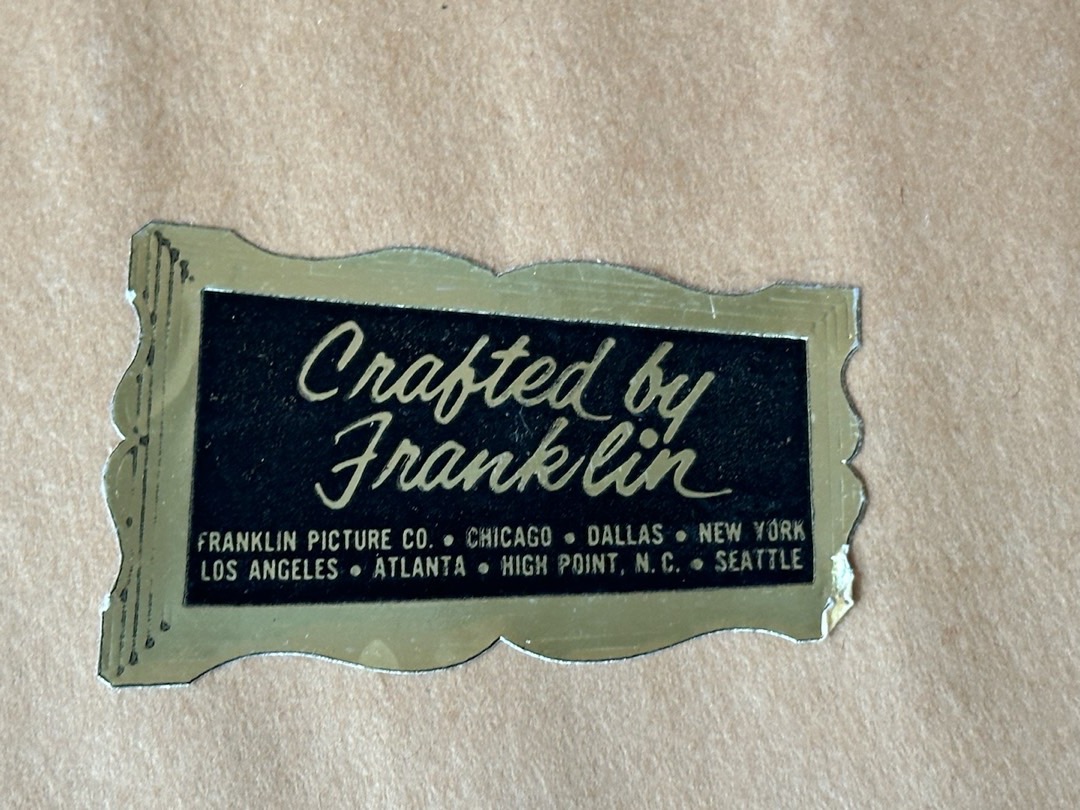 Crafted by
Franklin
FRANKLIN PICTURE CO. • CHICAGO • DALLAS • NEW YORK
LOS ANGELES • ATLANTA • HIGH POINT, N.C. • SEATTLE